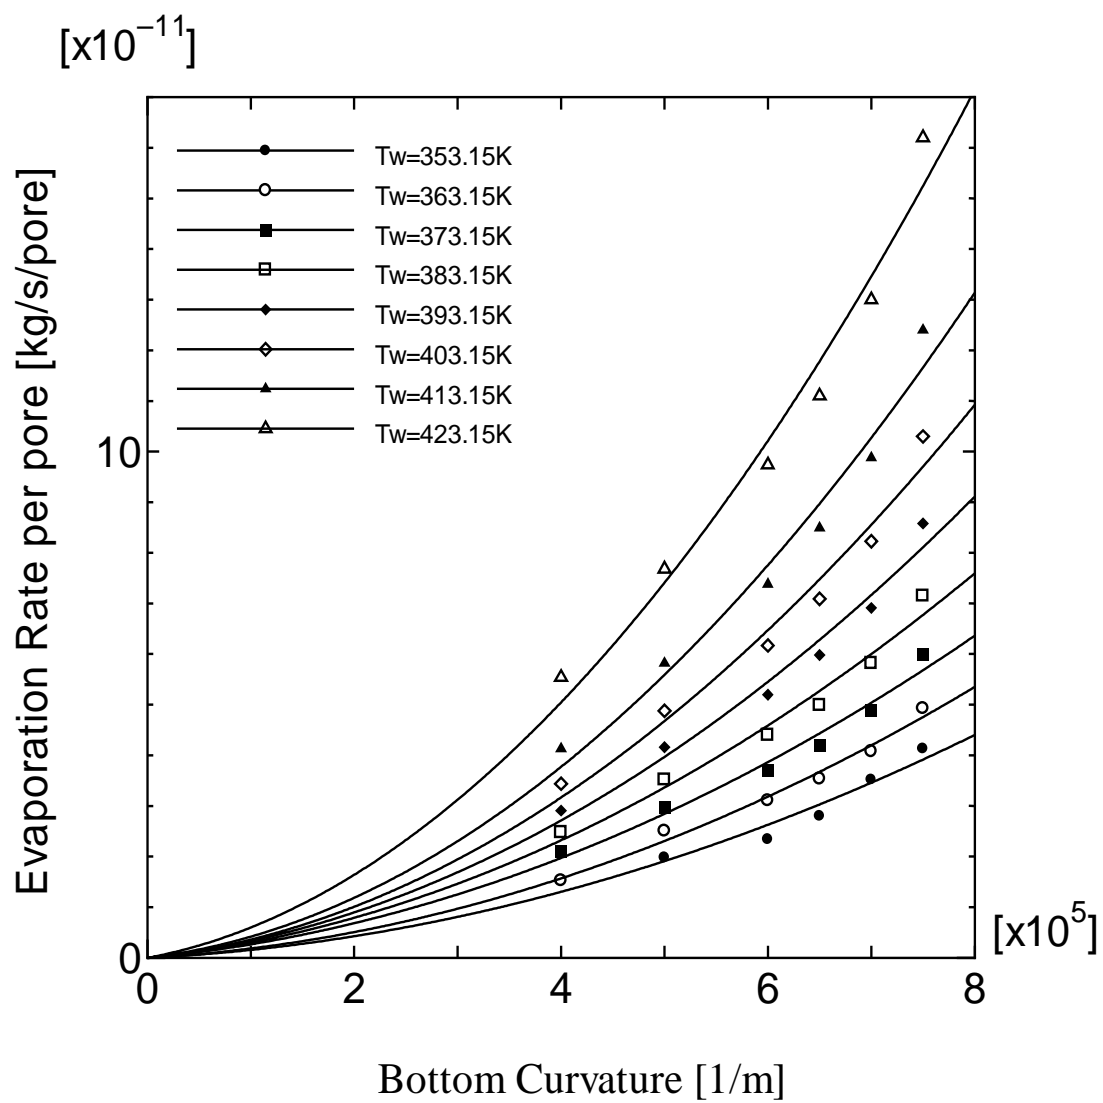 [x10−11]
Tw=353.15K
Tw=363.15K
Tw=373.15K
Tw=383.15K
Tw=393.15K
Tw=403.15K
Tw=413.15K
Tw=423.15K
Evaporation Rate per pore [kg/s/pore]
10
0
[x105]
0 2 4 6 8
Bottom Curvature [1/m]